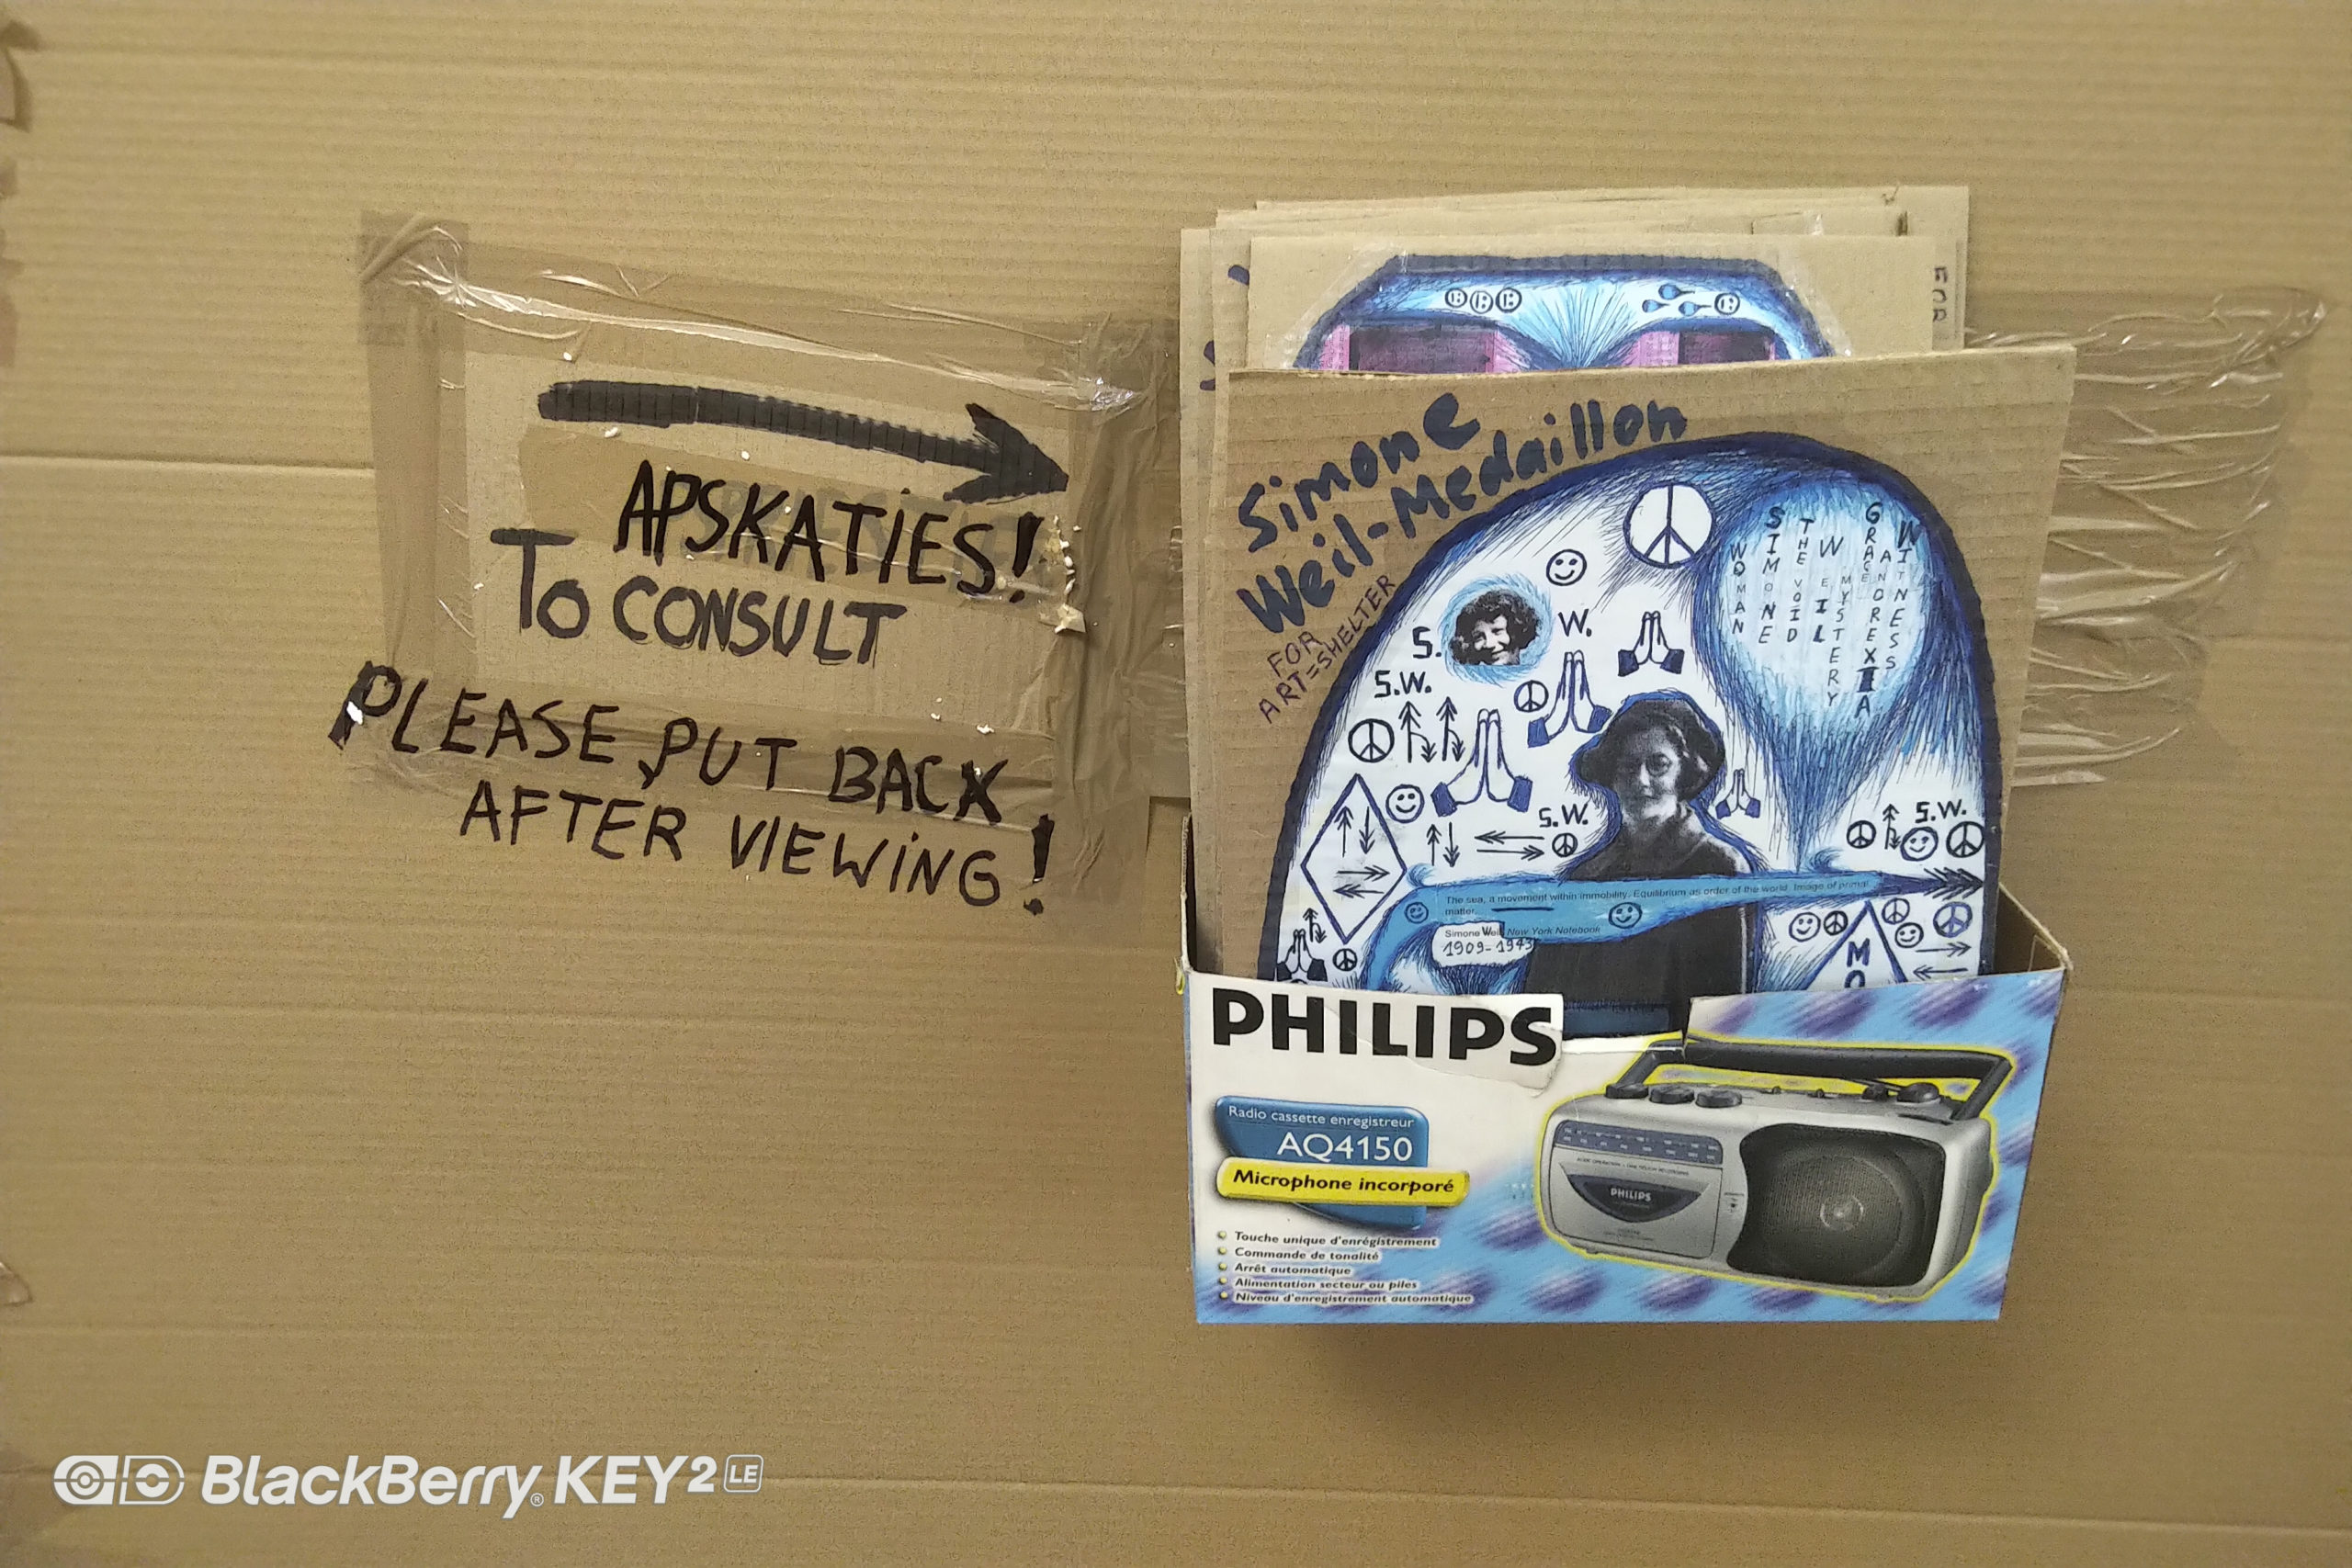 APSKATIES!
TO CONSULT
PLEASE PUT BACK
AFTER VIEWING!
Simone
Weil-Medaillon
FOR
ART=SHELTER
S. W.
S.W.
S.W.
S.W.
WOMAN
SIMONE
THE VOID
WEIL
MYSTERY
GRACE
ANOREXIA
WITNESS
The sea, a movement within immobility. Equilibrium as order of the world. Image of primal
matter.
Simone Weil New York Notebook
1909-1943
MO
PHILIPS
Radio cassette enregistreur
AQ4150
Microphone incorporé
Touche unique d'enrégistrement
Commande de tonalité
Arrêt automatique
Alimentation secteur ou piles
Niveau d'enregistrement automatique
PHILIPS
BlackBerry® KEY2 LE